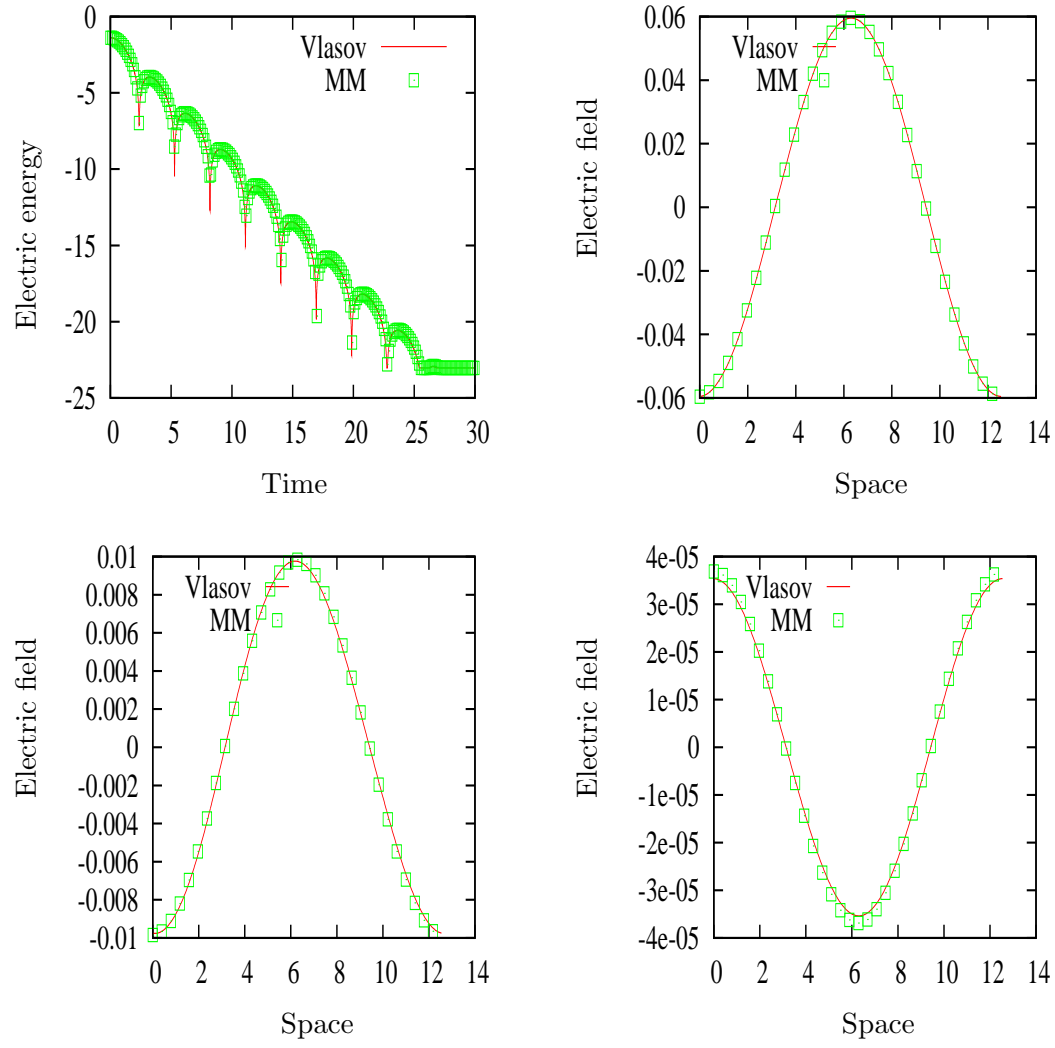 0
-5
-10
-15
-20
-25
0 5 10 15 20 25 30
Electric energy
Time
Vlasov
MM
0.06
0.04
0.02
0
-0.02
-0.04
-0.06
0 2 4 6 8 10 12 14
Electric field
Space
Vlasov
MM
0.01
0.008
0.006
0.004
0.002
0
-0.002
-0.004
-0.006
-0.008
-0.01
0 2 4 6 8 10 12 14
Electric field
Space
Vlasov
MM
4e-05
3e-05
2e-05
1e-05
0
-1e-05
-2e-05
-3e-05
-4e-05
0 2 4 6 8 10 12 14
Electric field
Space
Vlasov
MM